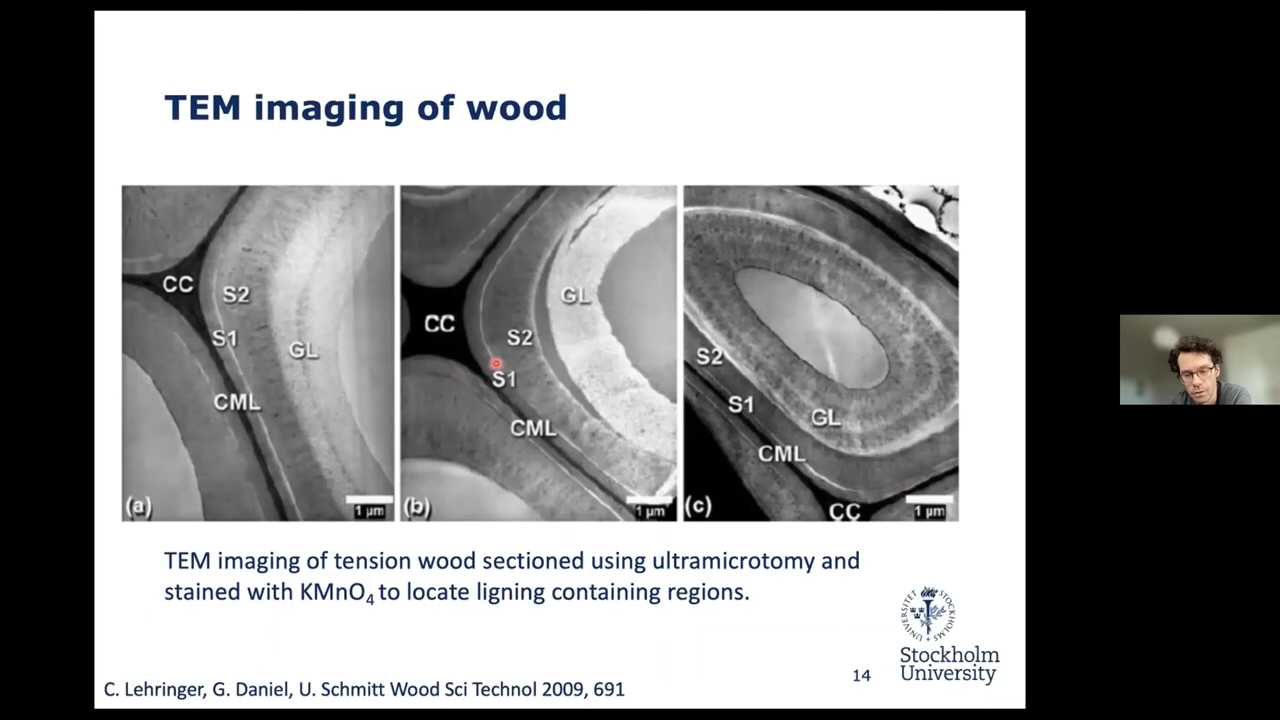 TEM imaging of wood
CC
S2
S1
GL
CML
(a)
1 µm
GL
CC
S2
S1
CML
(b)
1 µm
S2
S1
GL
CML
(c)
CC
1 µm
TEM imaging of tension wood sectioned using ultramicrotomy and
stained with KMnO₄ to locate ligning containing regions.
Stockholm
University
14
C. Lehringer, G. Daniel, U. Schmitt Wood Sci Technol 2009, 691